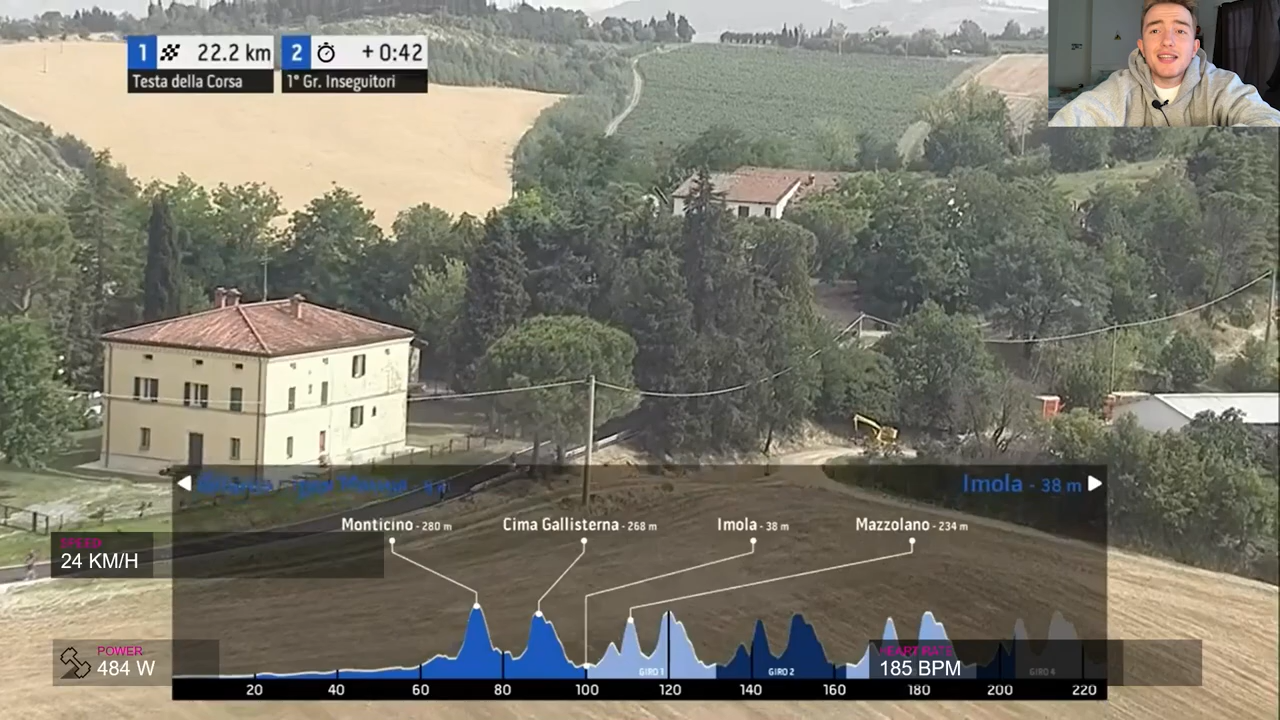 1 22.2 km
Testa della Corsa
2 + 0:42
1° Gr. Inseguitori
Imola - 38 m
Monticino - 280 m
Cima Gallisterna - 268 m
Imola - 38 m
Mazzolano - 234 m
SPEED
24 KM/H
POWER
484 W
HEART RATE
185 BPM
GIRO 1
GIRO 2
GIRO 4
20 40 60 80 100 120 140 160 180 200 220